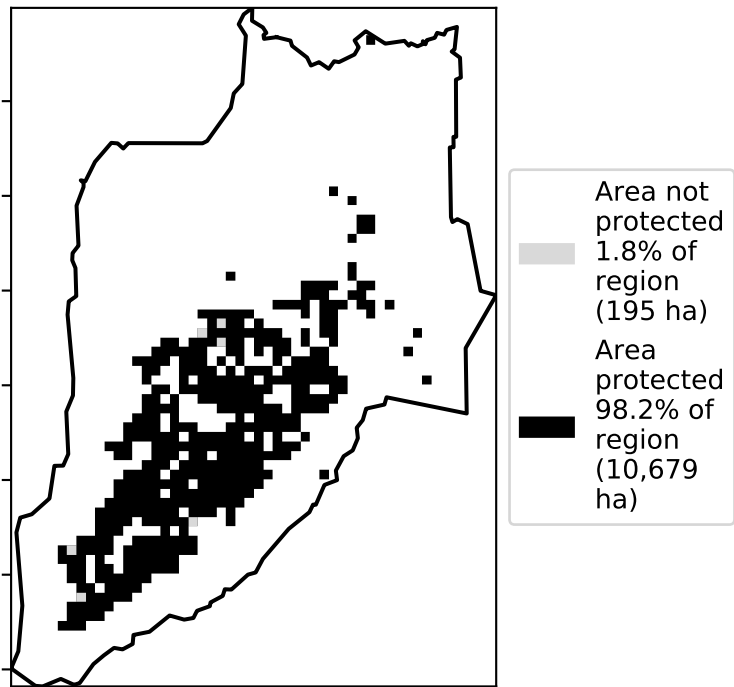 Area not
protected
1.8% of
region
(195 ha)
Area
protected
98.2% of
region
(10,679
ha)